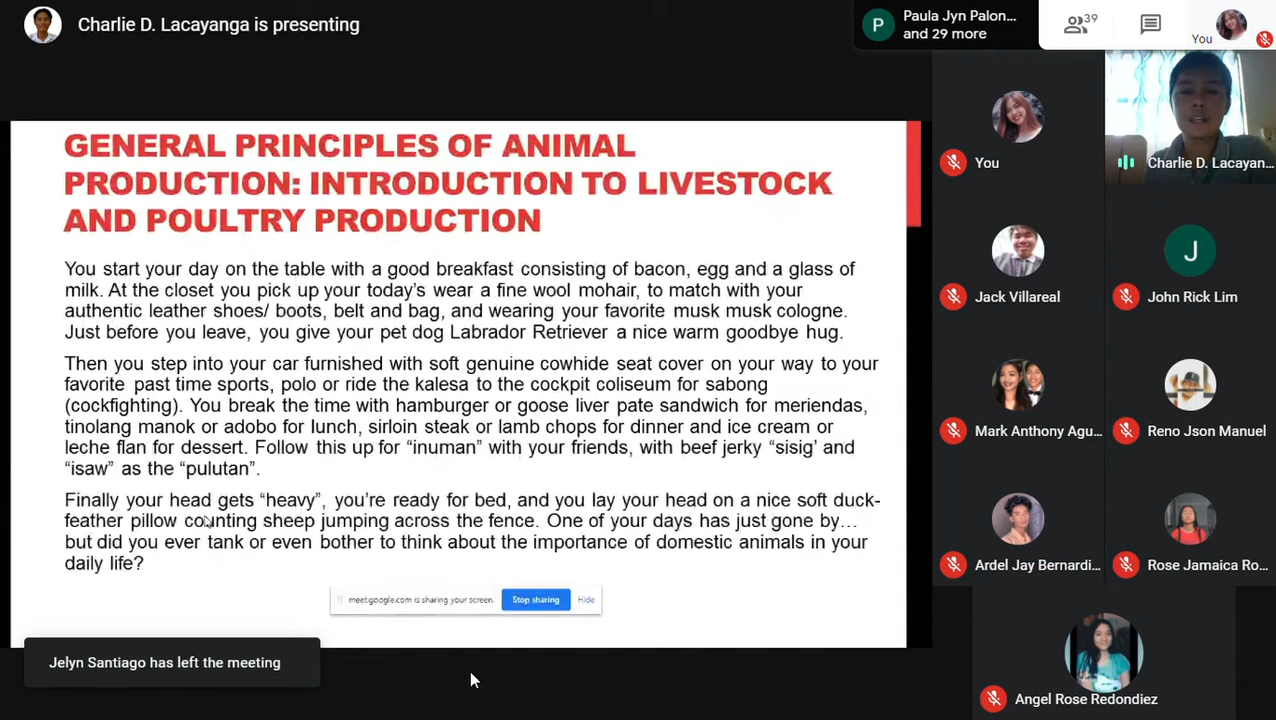 Charlie D. Lacayanga is presenting
P
Paula Jyn Palon...
and 29 more
39
You
GENERAL PRINCIPLES OF ANIMAL
PRODUCTION: INTRODUCTION TO LIVESTOCK
AND POULTRY PRODUCTION
You start your day on the table with a good breakfast consisting of bacon, egg and a glass of
milk. At the closet you pick up your today's wear a fine wool mohair, to match with your
authentic leather shoes/ boots, belt and bag, and wearing your favorite musk musk cologne.
Just before you leave, you give your pet dog Labrador Retriever a nice warm goodbye hug.
Then you step into your car furnished with soft genuine cowhide seat cover on your way to your
favorite past time sports, polo or ride the kalesa to the cockpit coliseum for sabong
(cockfighting). You break the time with hamburger or goose liver pate sandwich for meriendas,
tinolang manok or adobo for lunch, sirloin steak or lamb chops for dinner and ice cream or
leche flan for dessert. Follow this up for "inuman" with your friends, with beef jerky "sisig' and
"isaw" as the "pulutan".
Finally your head gets "heavy", you're ready for bed, and you lay your head on a nice soft duck-
feather pillow counting sheep jumping across the fence. One of your days has just gone by…
but did you ever tank or even bother to think about the importance of domestic animals in your
daily life?
meet.google.com is sharing your screen.
Stop sharing
Hide
Jelyn Santiago has left the meeting
You
Charlie D. Lacayan...
Jack Villareal
J
John Rick Lim
Mark Anthony Agu...
Reno Json Manuel
Ardel Jay Bernardi...
Rose Jamaica Ro...
Angel Rose Redondiez